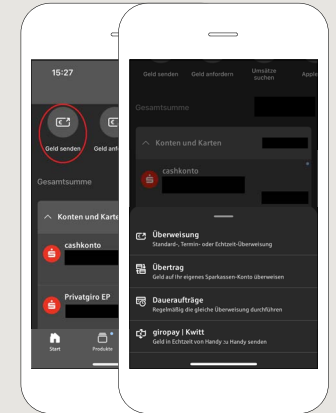 15:27
Geld senden
Geld anf
Gesamtsumme
Konten und Karte
cashkonto
Privatgiro EP
Start
Produkte
Geld senden
Geld anfordern
Umsätze suchen
Apple
Gesamtsumme
Konten und Karten
cashkonto
Überweisung
Standard-, Termin- oder Echtzeit-Überweisung
Übertrag
Geld auf Ihr eigenes Sparkassen-Konto überweisen
Daueraufträge
Regelmäßig die gleiche Überweisung durchführen
giropay | Kwitt
Geld in Echtzeit von Handy zu Handy senden